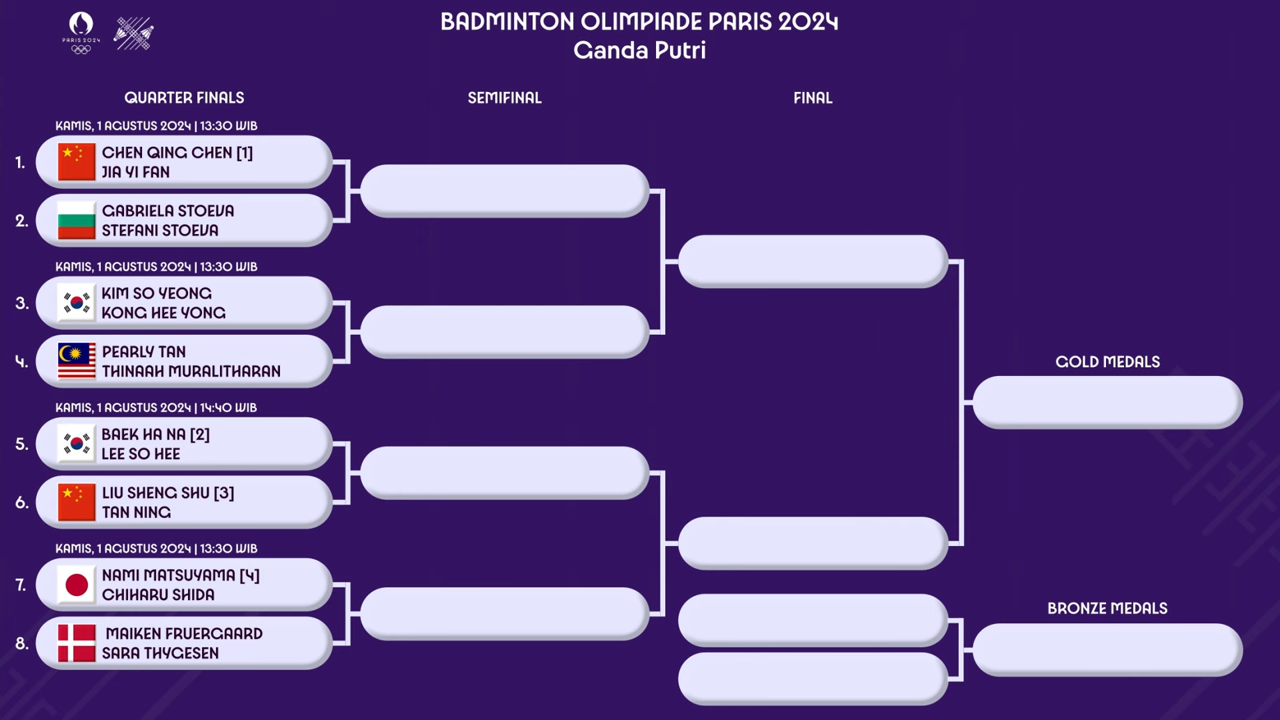 PARIS 2024
BADMINTON OLIMPIADE PARIS 2024
Ganda Putri
QUARTER FINALS
SEMIFINAL
FINAL
KAMIS, 1 AGUSTUS 2024 | 13:30 WIB
1.
CHEN QING CHEN [1]
JIA YI FAN
2.
GABRIELA STOEVA
STEFANI STOEVA
KAMIS, 1 AGUSTUS 2024 | 13:30 WIB
3.
KIM SO YEONG
KONG HEE YONG
4.
PEARLY TAN
THINAAH MURALITHARAN
KAMIS, 1 AGUSTUS 2024 | 14:40 WIB
5.
BAEK HA NA [2]
LEE SO HEE
6.
LIU SHENG SHU [3]
TAN NING
KAMIS, 1 AGUSTUS 2024 | 13:30 WIB
7.
NAMI MATSUYAMA [4]
CHIHARU SHIDA
8.
MAIKEN FRUERGAARD
SARA THYGESEN
GOLD MEDALS
BRONZE MEDALS